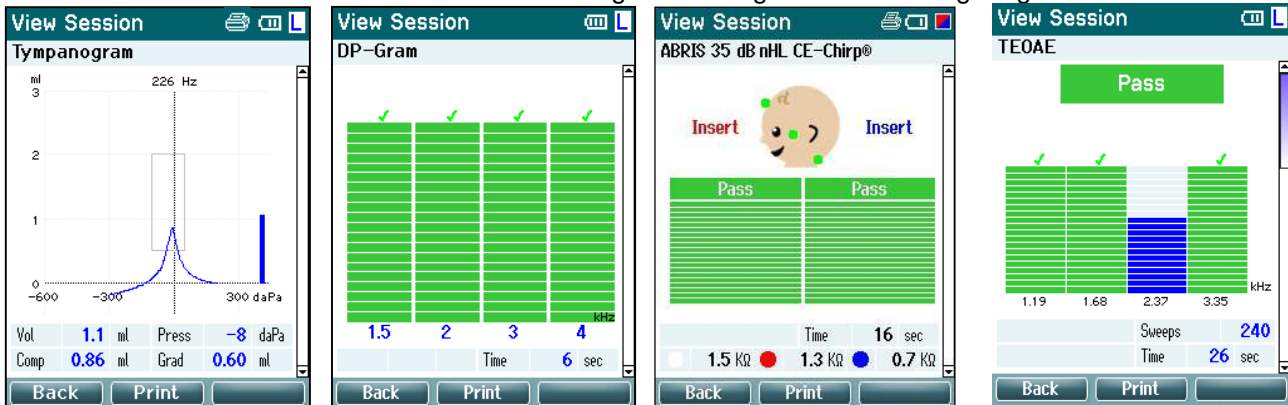 View Session L
Tympanogram
ml
226 Hz
3
2
1
0
-600 -300 300 daPa
Vol 1.1 ml Press -8 daPa
Comp 0.86 ml Grad 0.60 ml
Back Print
View Session L
DP-Gram
kHz
1.5 2 3 4
Time 6 sec
Back Print
View Session
ABRIS 35 dB nHL CE-Chirp®
Insert Insert
Pass Pass
Time 16 sec
1.5 KΩ 1.3 KΩ 0.7 KΩ
Back Print
View Session L
TEOAE
Pass
kHz
1.19 1.68 2.37 3.35
Sweeps 240
Time 26 sec
Back Print